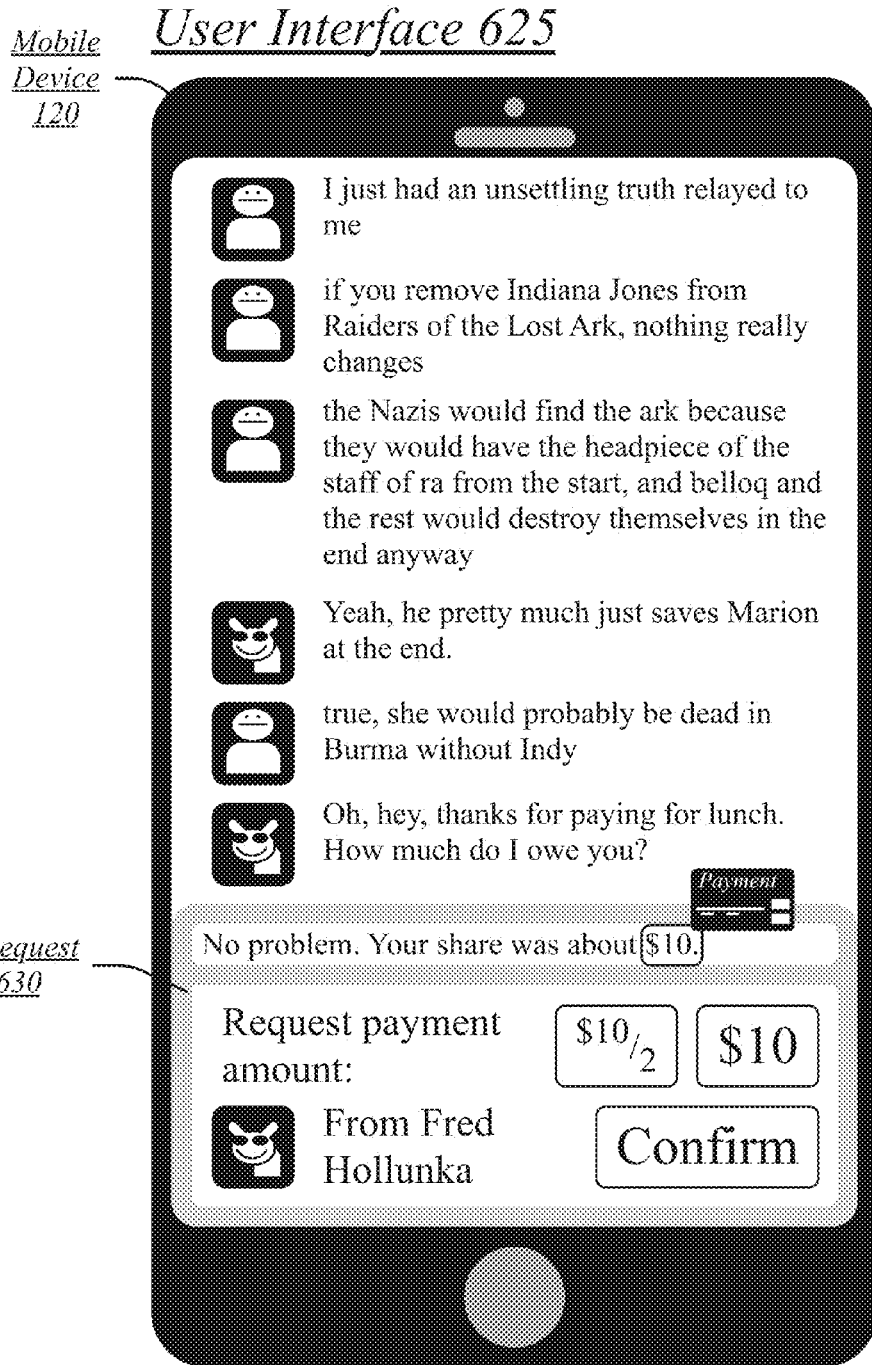 User Interface 625
Mobile
Device
120
I just had an unsettling truth relayed to
me
if you remove Indiana Jones from
Raiders of the Lost Ark, nothing really
changes
the Nazis would find the ark because
they would have the headpiece of the
staff of ra from the start, and belloq and
the rest would destroy themselves in the
end anyway
Yeah, he pretty much just saves Marion
at the end.
true, she would probably be dead in
Burma without Indy
Oh, hey, thanks for paying for lunch.
How much do I owe you?
Payment
No problem. Your share was about $10.
equest
630
Request payment
amount:
$10/2
$10
From Fred
Hollunka
Confirm